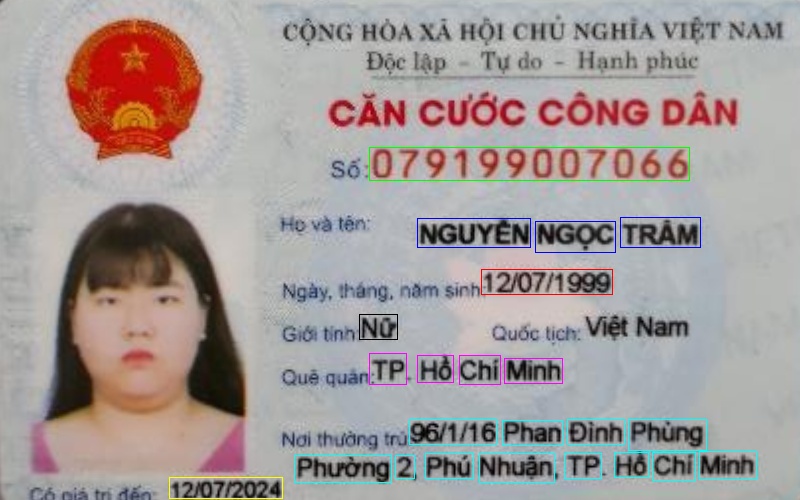 CỘNG HÒA XÃ HỘI CHỦ NGHĨA VIỆT NAM
Độc lập - Tự do - Hạnh phúc
CĂN CƯỚC CÔNG DÂN
Số: 079199007066
Họ và tên: NGUYỄN NGỌC TRÂM
Ngày, tháng, năm sinh: 12/07/1999
Giới tính: Nữ Quốc tịch: Việt Nam
Quê quán: TP. Hồ Chí Minh
Nơi thường trú: 96/1/16 Phan Đình Phùng
Phường 2, Phú Nhuận, TP. Hồ Chí Minh
Có giá trị đến: 12/07/2024